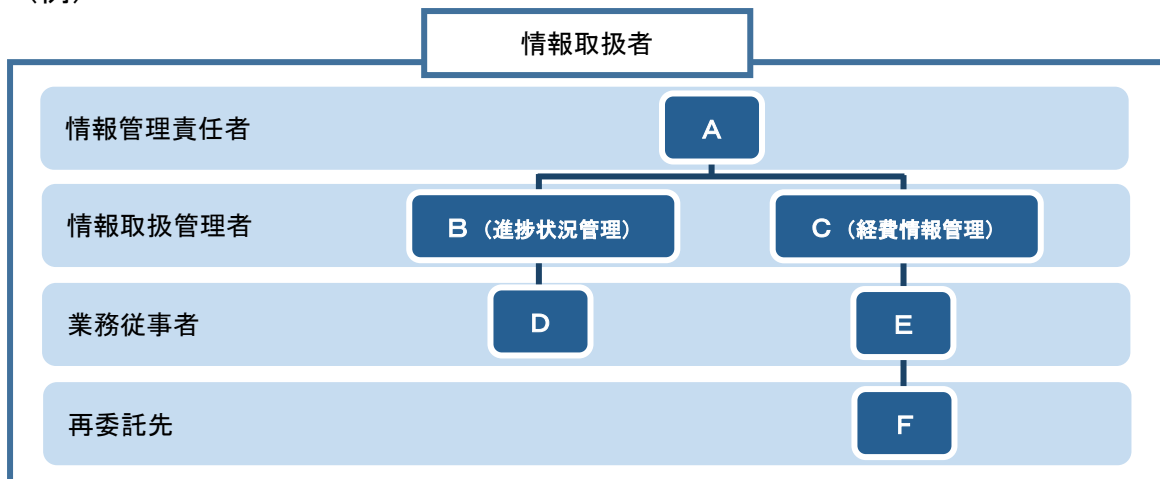 （例）
情報取扱者
情報管理責任者
A
情報取扱管理者
B（進捗状況管理）
C（経費情報管理）
業務従事者
D
E
再委託先
F